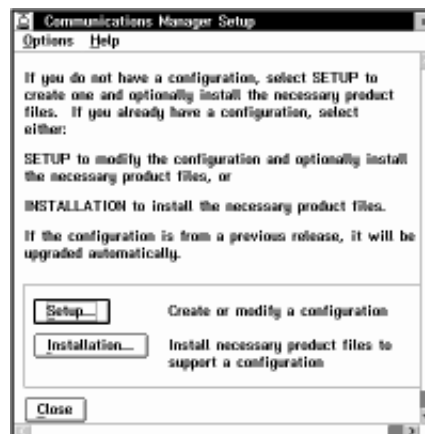 Communications Manager Setup
Options Help
If you do not have a configuration, select SETUP to
create one and optionally install the necessary product
files. If you already have a configuration, select
either:
SETUP to modify the configuration and optionally install
the necessary product files, or
INSTALLATION to install the necessary product files.
If the configuration is from a previous release, it will be
upgraded automatically.
Setup... Create or modify a configuration
Installation... Install necessary product files to
support a configuration
Close